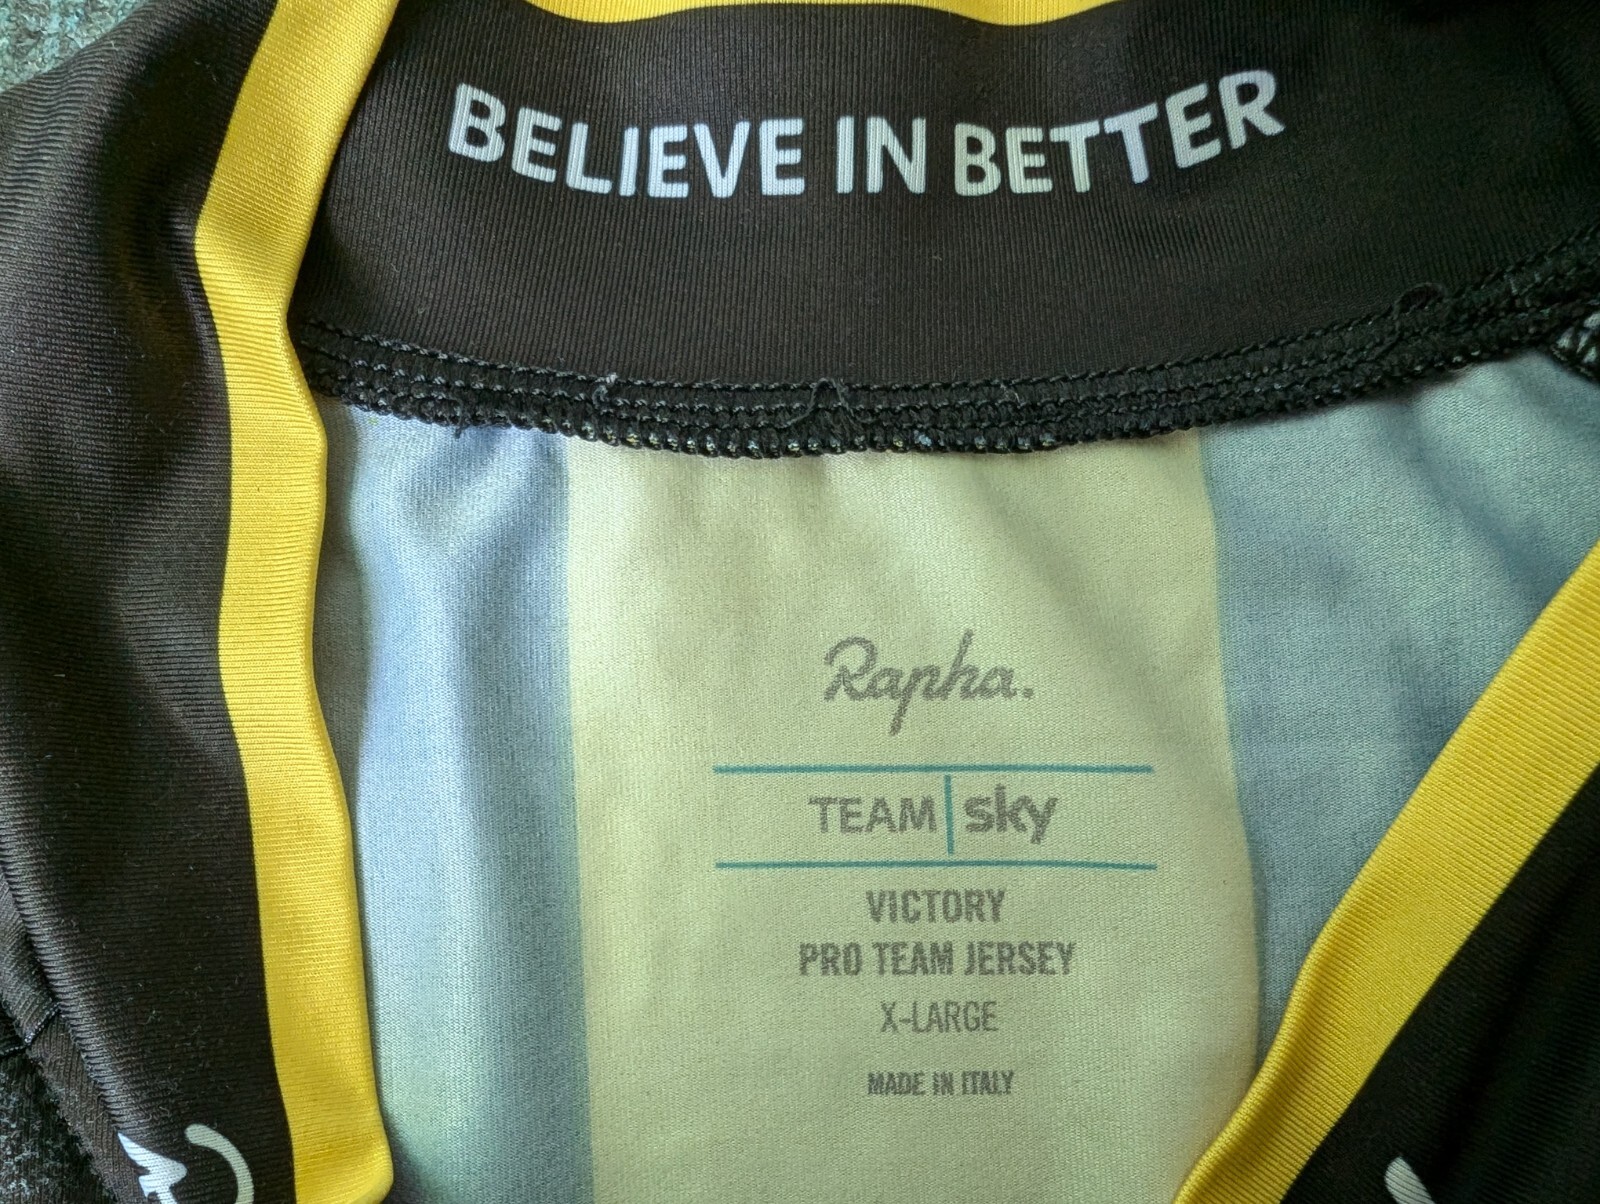 BELIEVE IN BETTER
Rapha.
TEAM sky
VICTORY
PRO TEAM JERSEY
X-LARGE
MADE IN ITALY